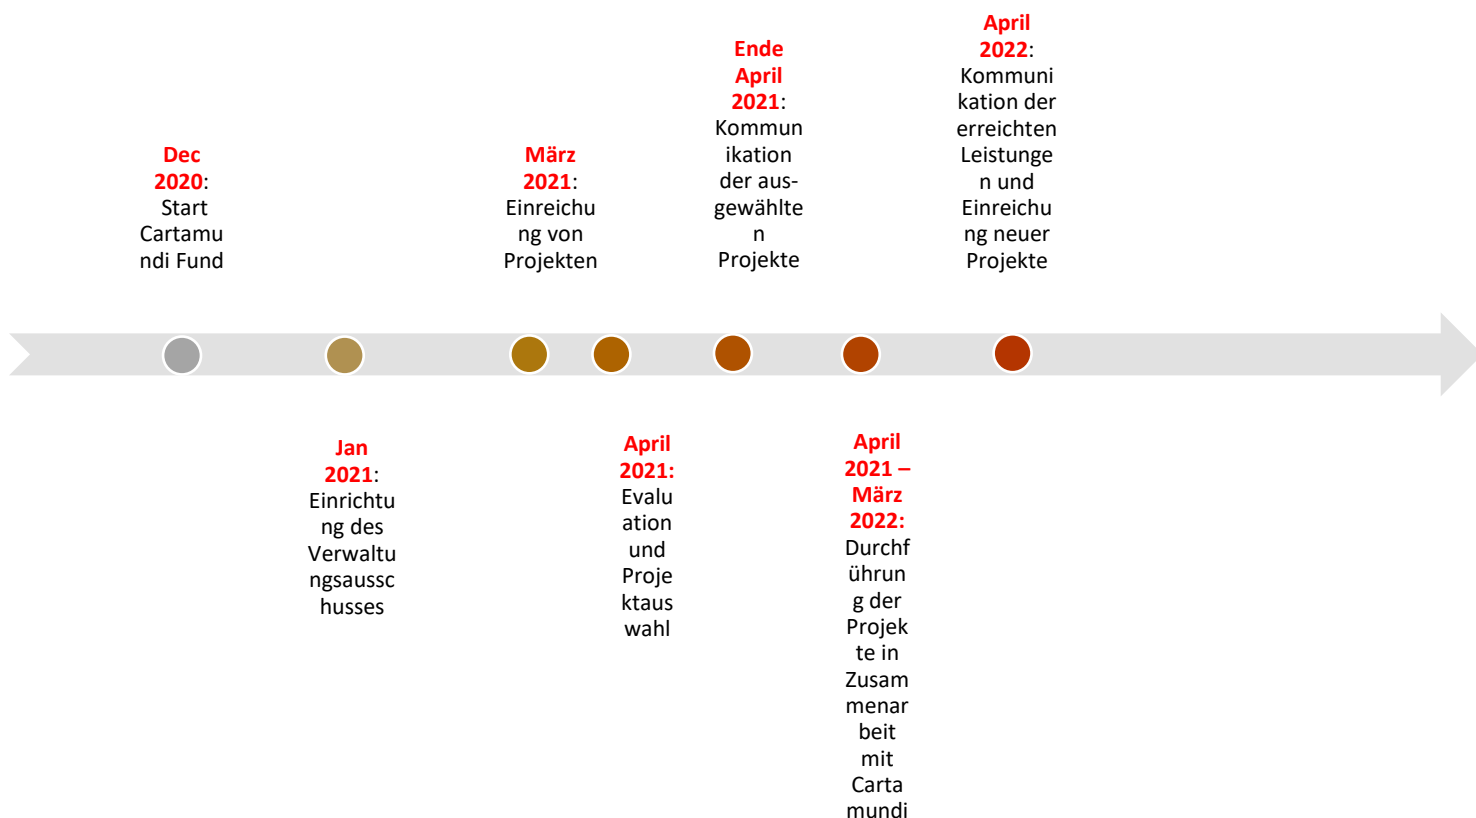 Dec
2020:
Start
Cartamu
ndi Fund
Jan
2021:
Einrichtu
ng des
Verwaltu
ngsaussc
husses
März
2021:
Einreichu
ng von
Projekten
April
2021:
Evalu
ation
und
Proje
ktaus
wahl
Ende
April
2021:
Kommun
ikation
der aus-
gewählte
n
Projekte
April
2021 –
März
2022:
Durchf
ührun
g der
Projek
te in
Zusam
menar
beit
mit
Carta
mundi
April
2022:
Kommuni
kation der
erreichten
Leistunge
n und
Einreichu
ng neuer
Projekte